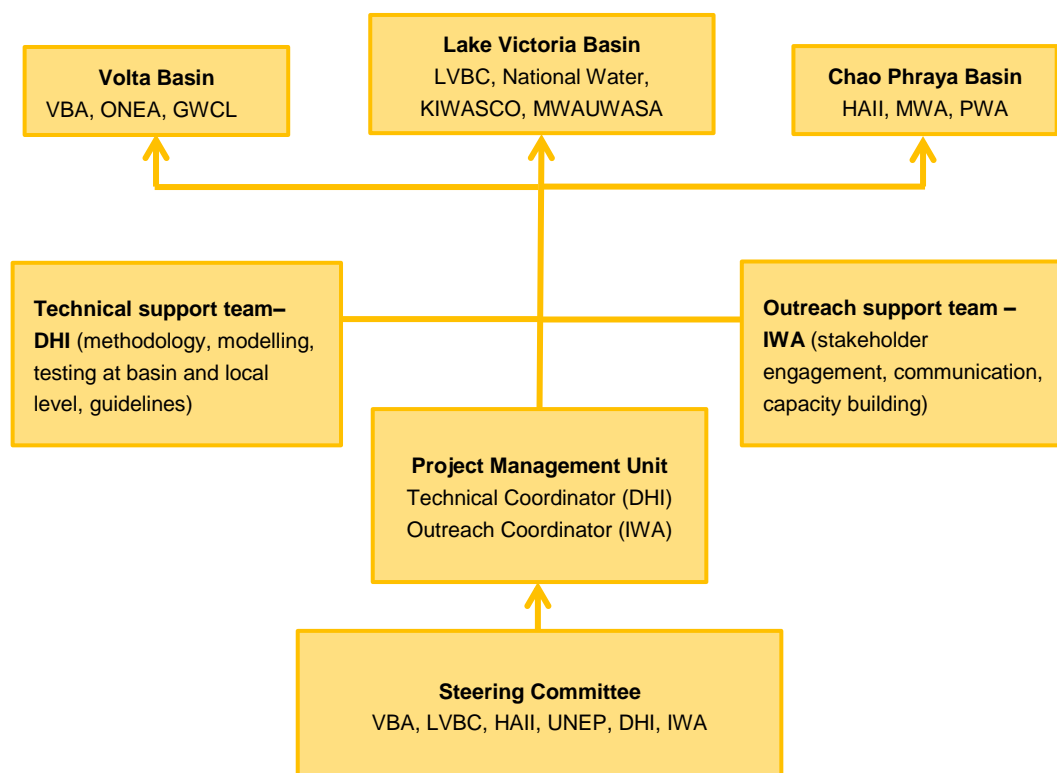 Volta Basin
VBA, ONEA, GWCL
Lake Victoria Basin
LVBC, National Water,
KIWASCO, MWAUWASA
Chao Phraya Basin
HAII, MWA, PWA
Technical support team–
DHI (methodology, modelling,
testing at basin and local
level, guidelines)
Outreach support team –
IWA (stakeholder
engagement, communication,
capacity building)
Project Management Unit
Technical Coordinator (DHI)
Outreach Coordinator (IWA)
Steering Committee
VBA, LVBC, HAII, UNEP, DHI, IWA